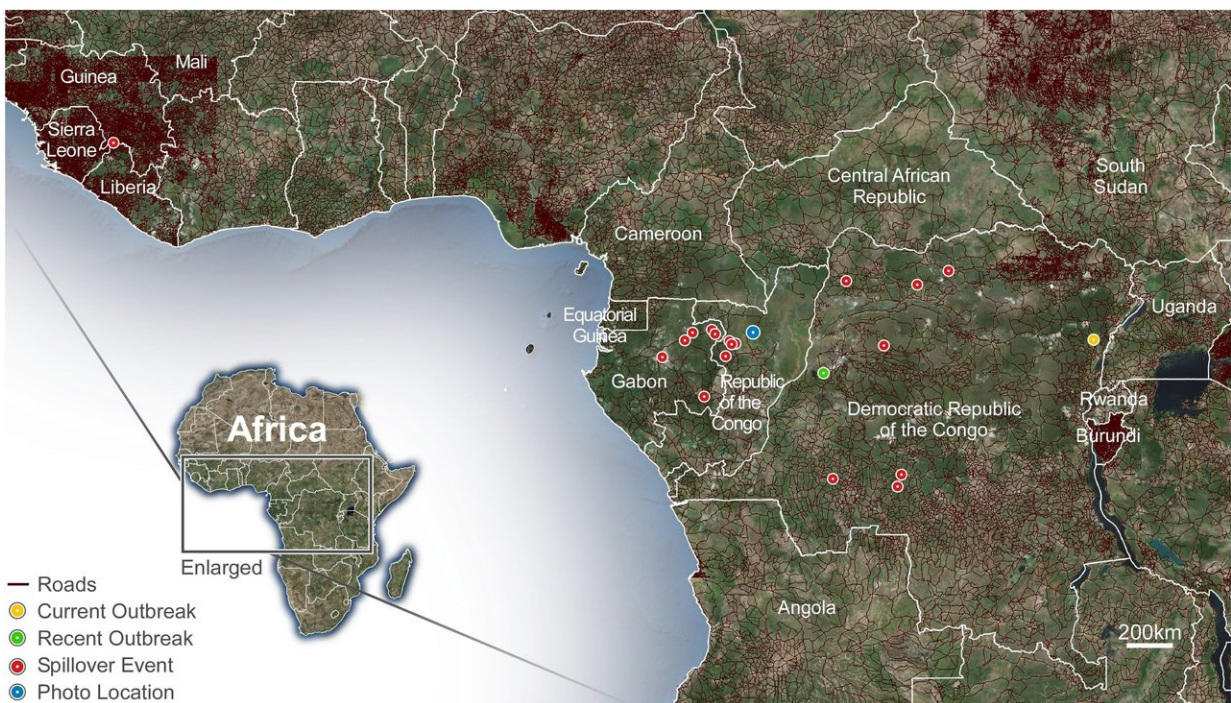 Guinea
Mali
Sierra
Leone
Liberia
Cameroon
Central African
Republic
South
Sudan
Equatorial
Guinea
Gabon
Republic
of the
Congo
Democratic Republic
of the Congo
Uganda
Rwanda
Burundi
Angola
200km
Africa
Enlarged
Roads
Current Outbreak
Recent Outbreak
Spillover Event
Photo Location